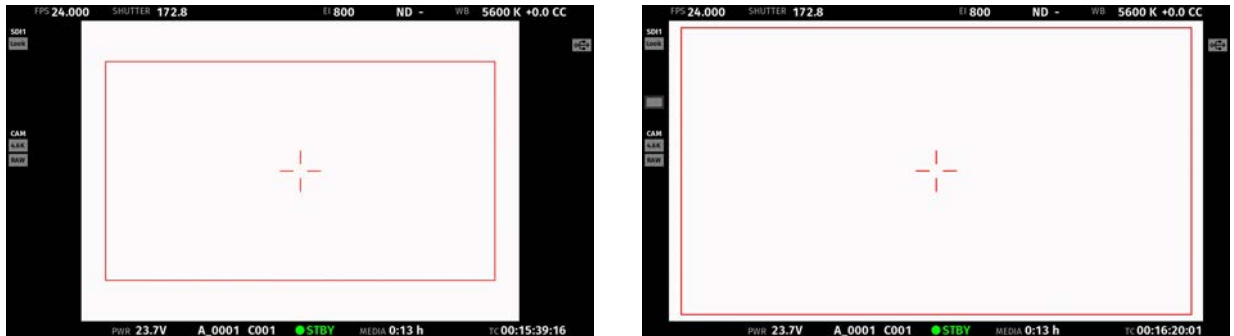 FPS 24.000 SHUTTER 172.8 EI 800 ND - WB 5600 K +0.0 CC
SDI1
Look
CAM
4.6K
RAW
PWR 23.7V A_0001 C001 STBY MEDIA 0:13 h TC 00:15:39:16
FPS 24.000 SHUTTER 172.8 EI 800 ND - WB 5600 K +0.0 CC
SDI1
Look
CAM
4.6K
RAW
PWR 23.7V A_0001 C001 STBY MEDIA 0:13 h TC 00:16:20:01